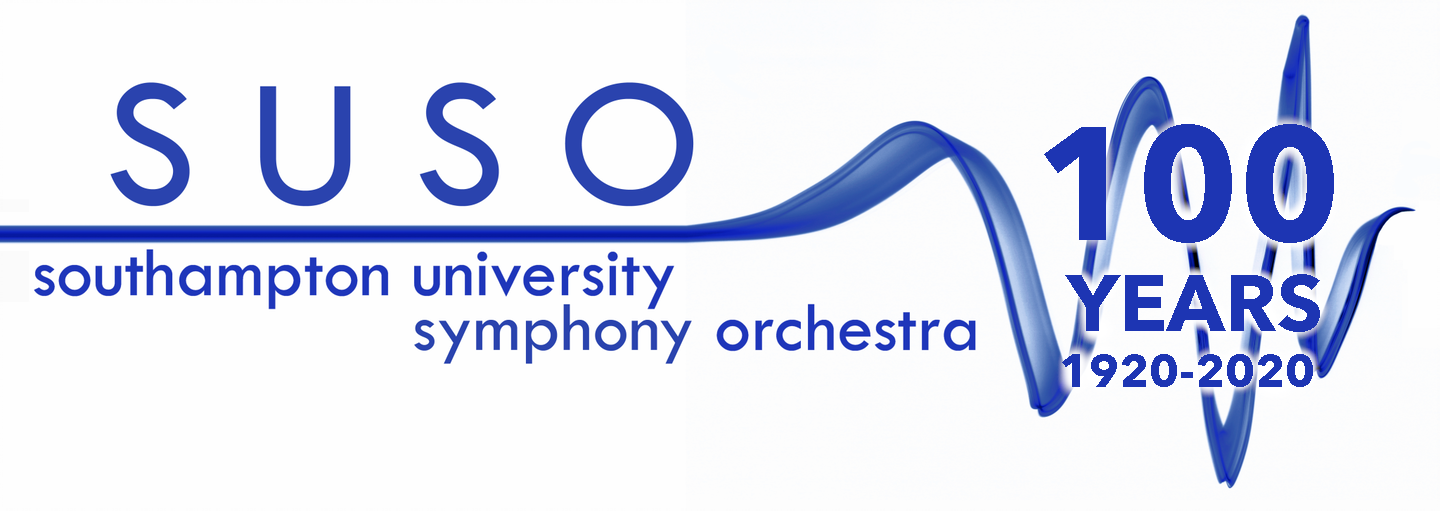 SUSO
southampton university
symphony orchestra
100
YEARS
1920-2020